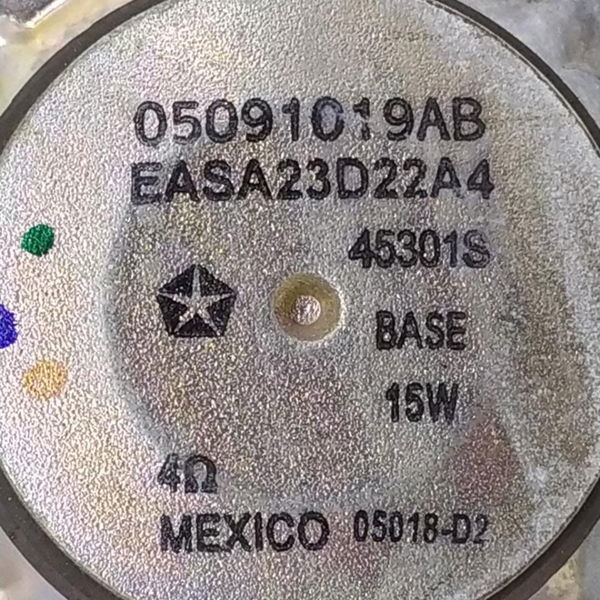 05091019AB
EASA23D22A4
45301S
BASE
15W
4Ω
MEXICO 05018-D2